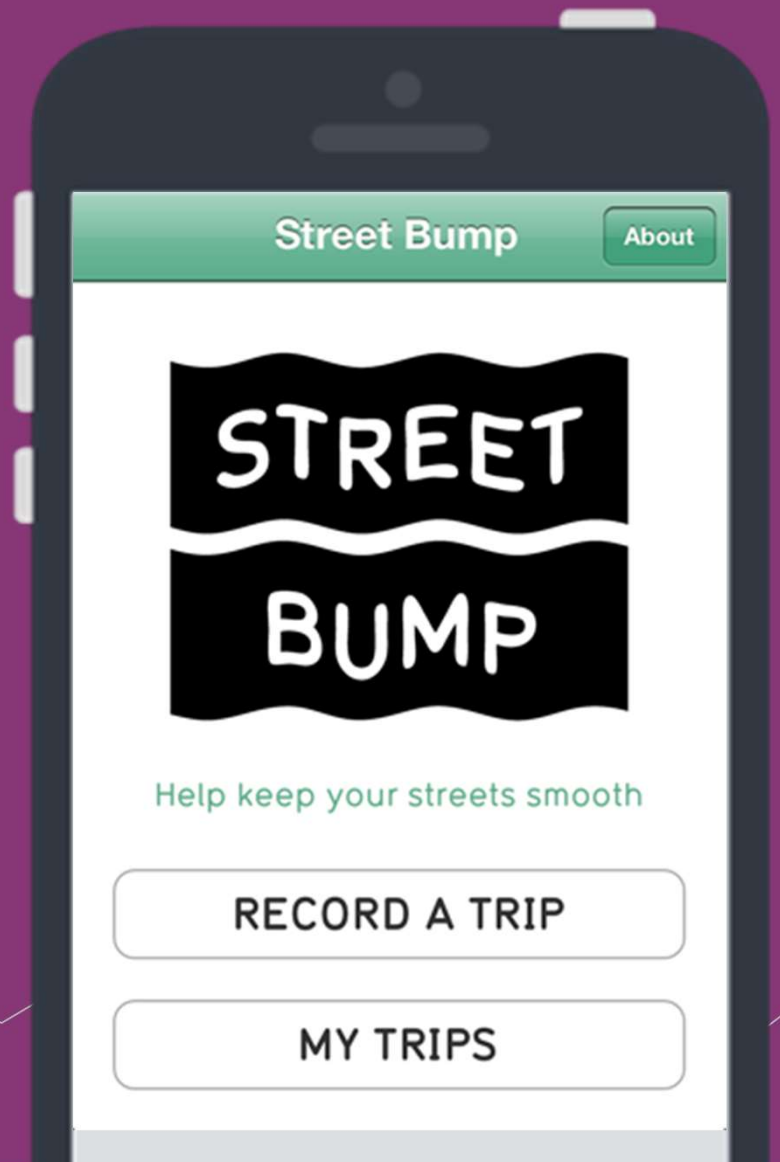 Street Bump
About
STREET
BUMP
Help keep your streets smooth
RECORD A TRIP
MY TRIPS